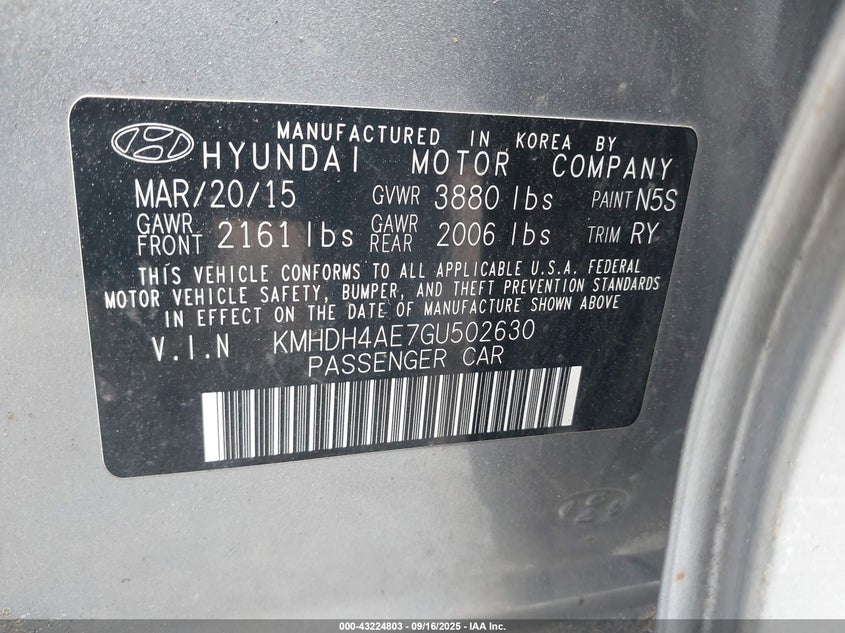 MANUFACTURED IN KOREA BY
HYUNDAI MOTOR COMPANY
MAR/20/15 GVWR 3880 lbs PAINT N5S
GAWR FRONT 2161 lbs GAWR REAR 2006 lbs TRIM RY
THIS VEHICLE CONFORMS TO ALL APPLICABLE U.S.A. FEDERAL
MOTOR VEHICLE SAFETY, BUMPER, AND THEFT PREVENTION STANDARDS
IN EFFECT ON THE DATE OF MANUFACTURE SHOWN ABOVE
V.I.N KMHDH4AE7GU502630
PASSENGER CAR
000-43224803 - 09/16/2025 - IAA Inc.